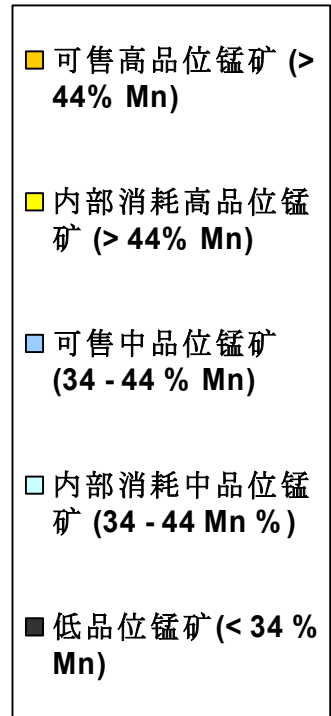 可售高品位锰矿 (>
44% Mn)
内部消耗高品位锰
矿 (> 44% Mn)
可售中品位锰矿
(34 - 44 % Mn)
内部消耗中品位锰
矿 (34 - 44 Mn %)
低品位锰矿(< 34 %
Mn)